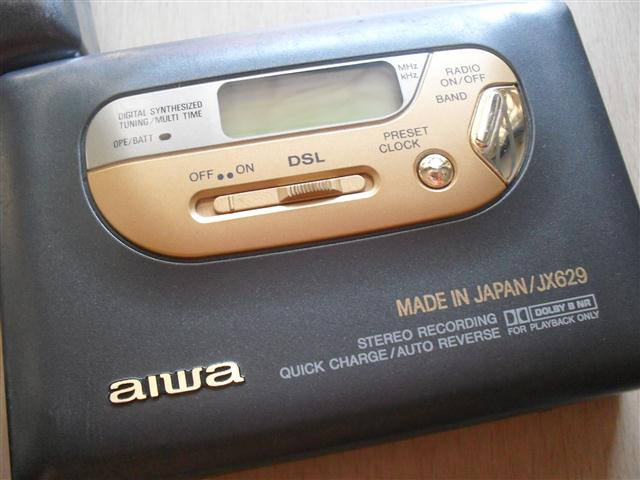 MHz
kHz
RADIO
ON/OFF
BAND
DIGITAL SYNTHESIZED
TUNING/MULTI TIME
OPE/BATT
PRESET
CLOCK
OFF ●● ON
DSL
MADE IN JAPAN/JX629
STEREO RECORDING
DOLBY B NR
QUICK CHARGE/AUTO REVERSE
FOR PLAYBACK ONLY
aiwa